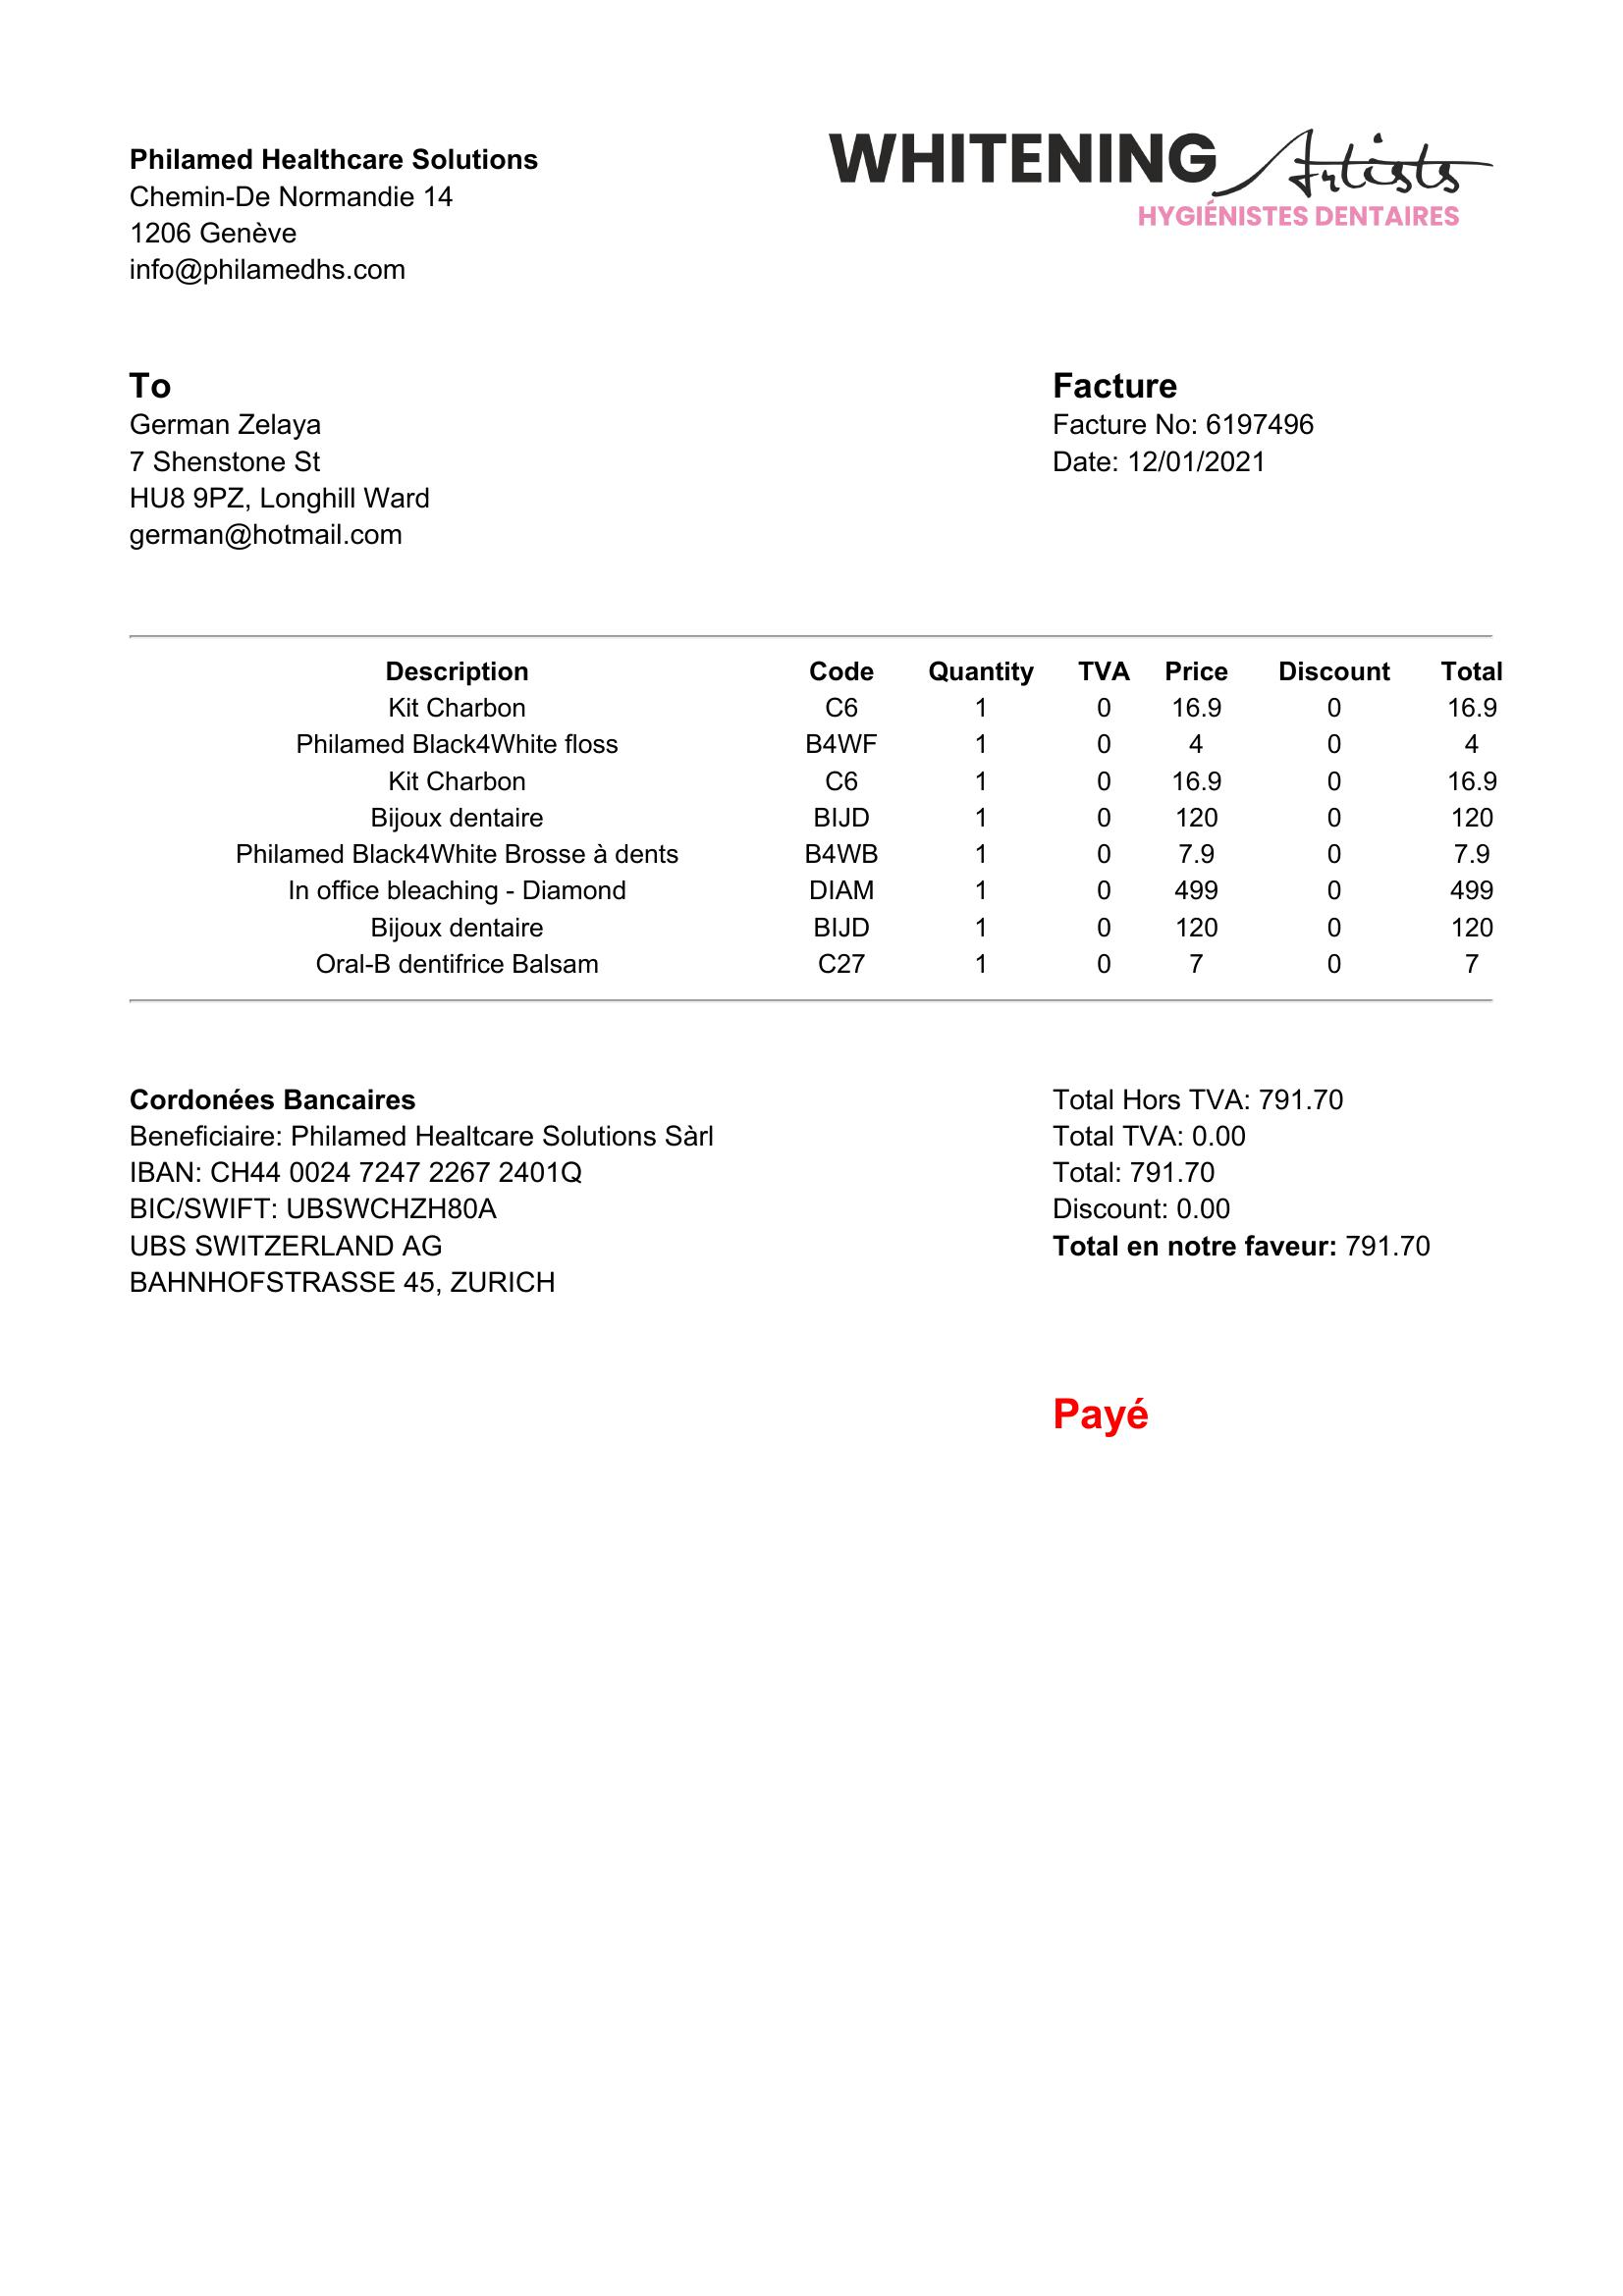 Philamed Healthcare Solutions
Chemin-De Normandie 14
1206 Genève
info@philamedhs.com
WHITENING Artists
HYGIÉNISTES DENTAIRES
To
German Zelaya
7 Shenstone St
HU8 9PZ, Longhill Ward
german@hotmail.com
Facture
Facture No: 6197496
Date: 12/01/2021
Description Code Quantity TVA Price Discount Total
Kit Charbon C6 1 0 16.9 0 16.9
Philamed Black4White floss B4WF 1 0 4 0 4
Kit Charbon C6 1 0 16.9 0 16.9
Bijoux dentaire BIJD 1 0 120 0 120
Philamed Black4White Brosse à dents B4WB 1 0 7.9 0 7.9
In office bleaching - Diamond DIAM 1 0 499 0 499
Bijoux dentaire BIJD 1 0 120 0 120
Oral-B dentifrice Balsam C27 1 0 7 0 7
Cordonées Bancaires
Beneficiaire: Philamed Healtcare Solutions Sàrl
IBAN: CH44 0024 7247 2267 2401Q
BIC/SWIFT: UBSWCHZH80A
UBS SWITZERLAND AG
BAHNHOFSTRASSE 45, ZURICH
Total Hors TVA: 791.70
Total TVA: 0.00
Total: 791.70
Discount: 0.00
Total en notre faveur: 791.70
Payé